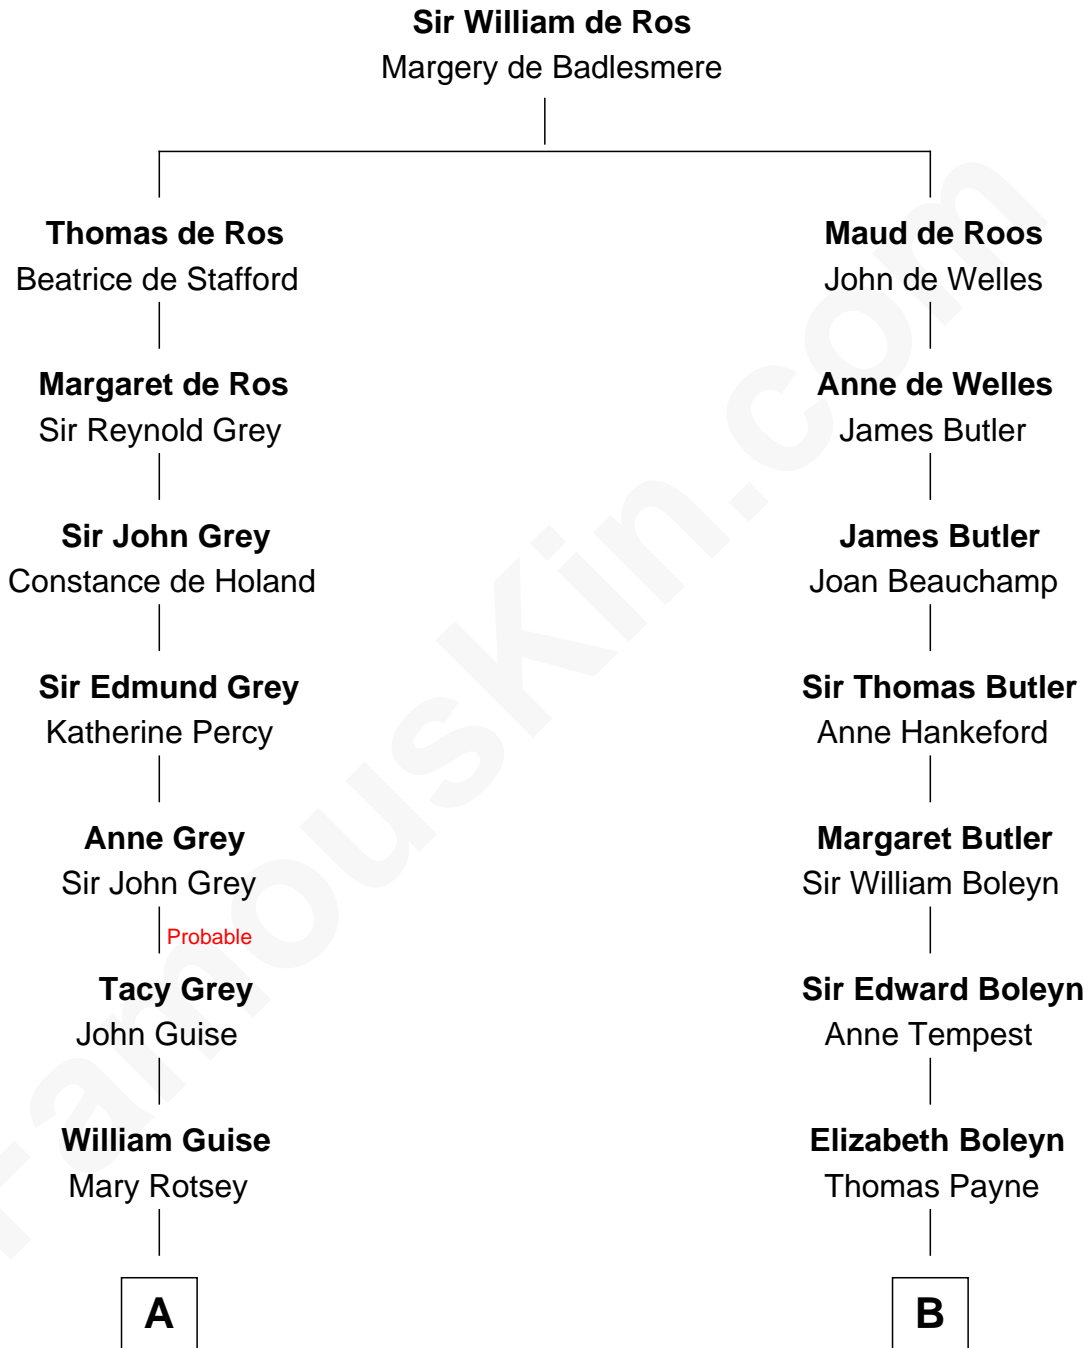 Sir William de Ros
Margery de Badlesmere
Thomas de Ros
Beatrice de Stafford
Margaret de Ros
Sir Reynold Grey
Sir John Grey
Constance de Holand
Sir Edmund Grey
Katherine Percy
Anne Grey
Sir John Grey
Probable
Tacy Grey
John Guise
William Guise
Mary Rotsey
A
Maud de Roos
John de Welles
Anne de Welles
James Butler
James Butler
Joan Beauchamp
Sir Thomas Butler
Anne Hankeford
Margaret Butler
Sir William Boleyn
Sir Edward Boleyn
Anne Tempest
Elizabeth Boleyn
Thomas Payne
B
FamousKin.com